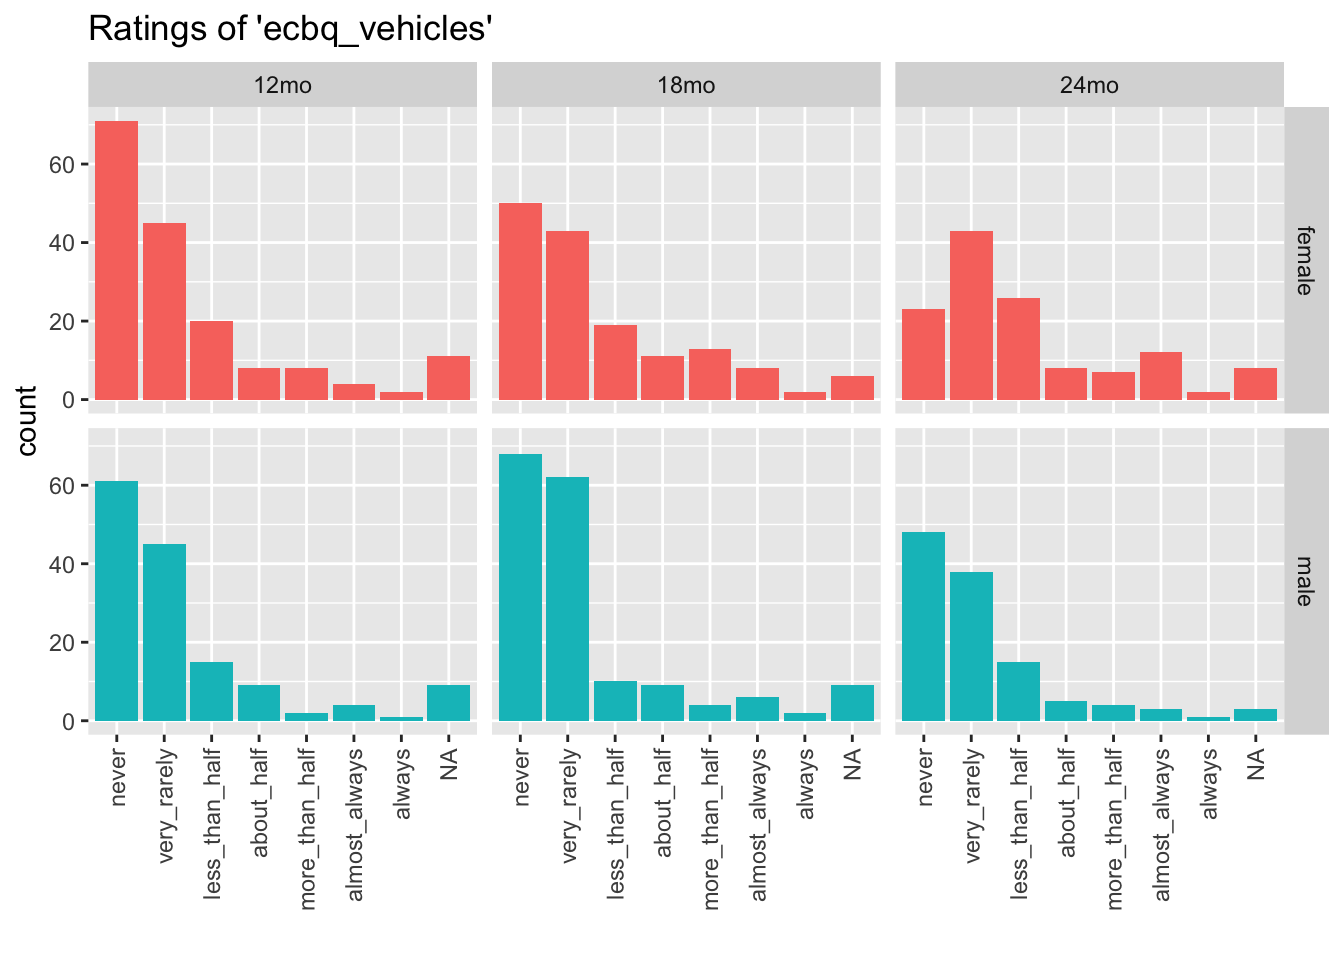 Ratings of 'ecbq_vehicles'
12mo
18mo
24mo
count
60
40
20
0
female
60
40
20
0
male
never
very_rarely
less_than_half
about_half
more_than_half
almost_always
always
NA
never
very_rarely
less_than_half
about_half
more_than_half
almost_always
always
NA
never
very_rarely
less_than_half
about_half
more_than_half
almost_always
always
NA